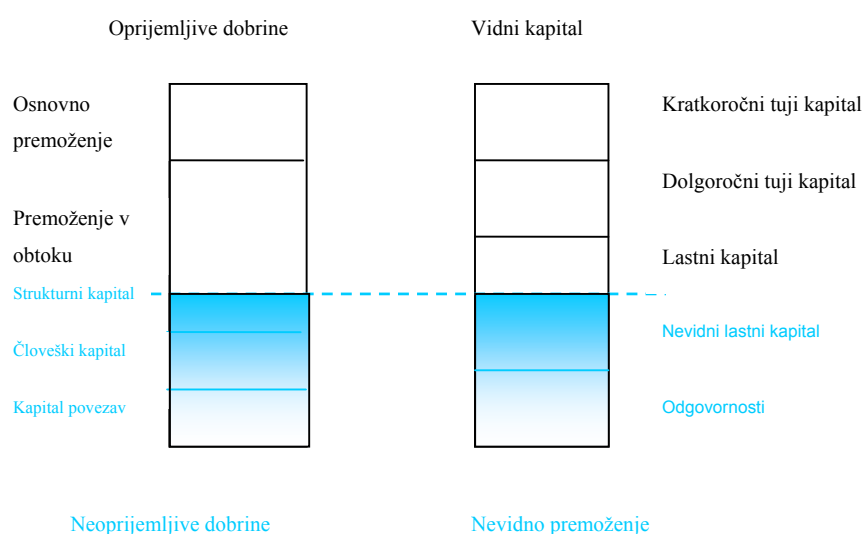 Oprijemljive dobrine
Vidni kapital
Osnovno
premoženje
Kratkoročni tuji kapital
Dolgoročni tuji kapital
Premoženje v
obtoku
Lastni kapital
Strukturni kapital
Nevidni lastni kapital
Človeški kapital
Kapital povezav
Odgovornosti
Neoprijemljive dobrine
Nevidno premoženje